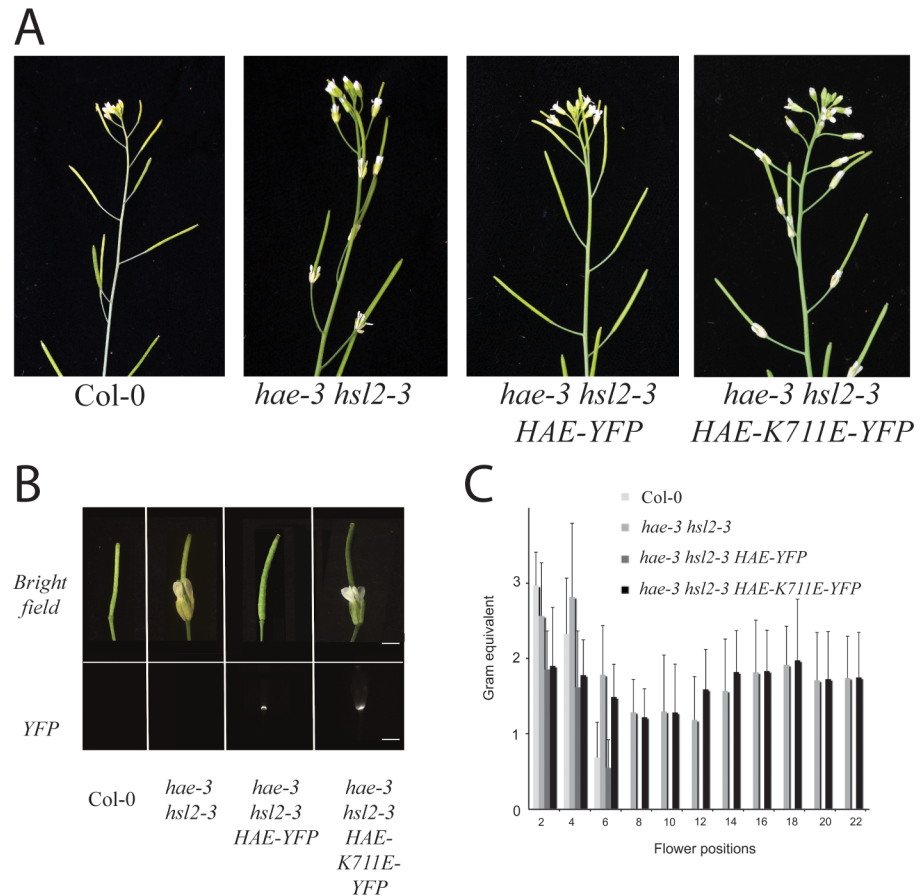 A
Col-0
hae-3 hsl2-3
hae-3 hsl2-3
HAE-YFP
hae-3 hsl2-3
HAE-K711E-YFP
B
Bright
field
YFP
Col-0
hae-3
hsl2-3
hae-3
hsl2-3
HAE-YFP
hae-3
hsl2-3
HAE-
K711E-
YFP
C
Col-0
hae-3 hsl2-3
hae-3 hsl2-3 HAE-YFP
hae-3 hsl2-3 HAE-K711E-YFP
Gram equivalent
3
2
1
0
2 4 6 8 10 12 14 16 18 20 22
Flower positions